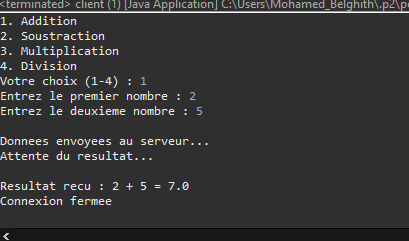 <terminated> client (1) [Java Application] C:\Users\Mohamed_Belghith\.p2\po
1. Addition
2. Soustraction
3. Multiplication
4. Division
Votre choix (1-4) : 1
Entrez le premier nombre : 2
Entrez le deuxieme nombre : 5
Donnees envoyees au serveur...
Attente du resultat...
Resultat recu : 2 + 5 = 7.0
Connexion fermee